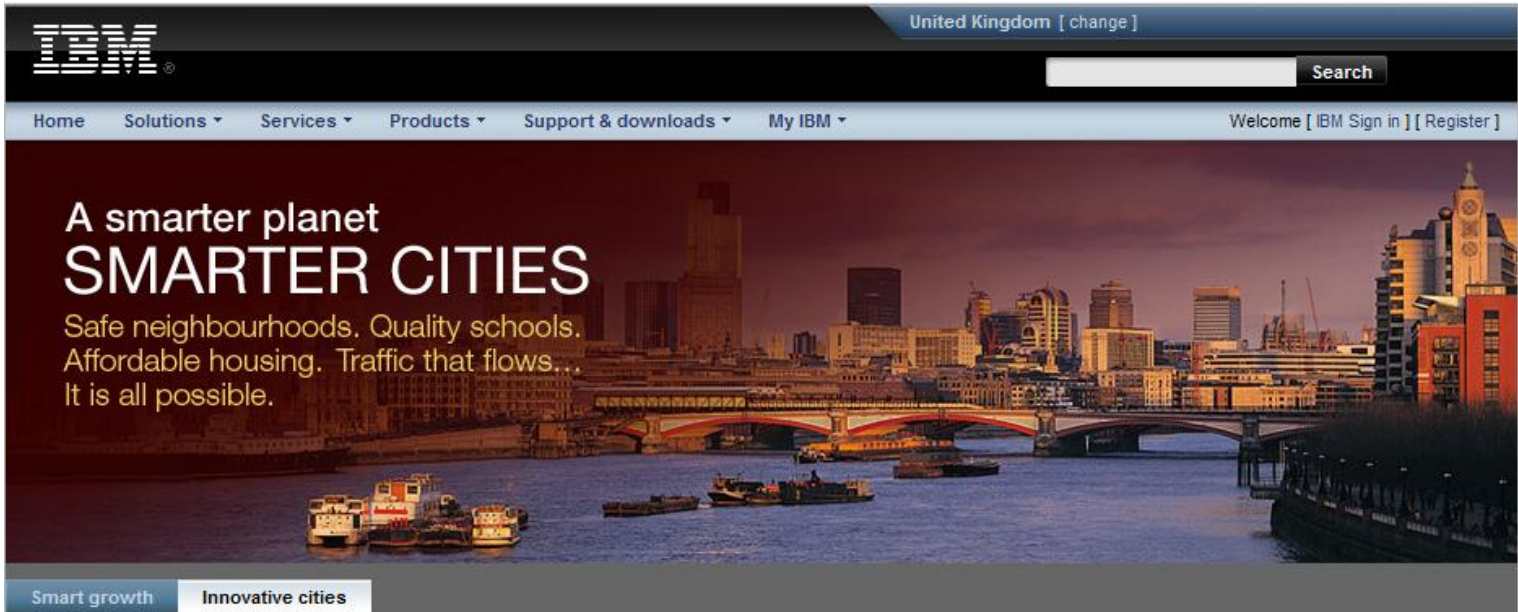 United Kingdom [ change ]
IBM®
Search
Home Solutions Services Products Support & downloads My IBM Welcome [ IBM Sign in ] [ Register ]
A smarter planet
SMARTER CITIES
Safe neighbourhoods. Quality schools.
Affordable housing. Traffic that flows...
It is all possible.
Smart growth Innovative cities